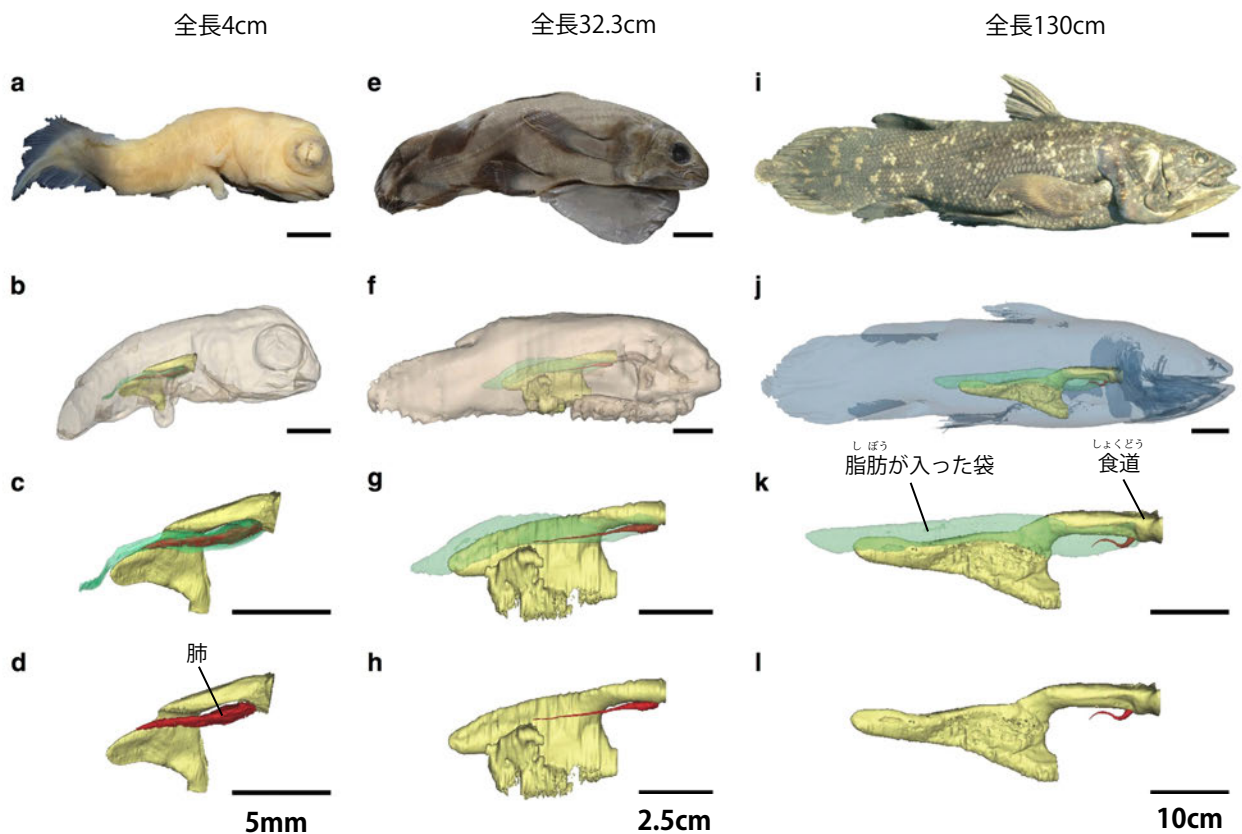 全長4cm
全長32.3cm
全長130cm
a
e
i
b
f
j
しぼう
脂肪が入った袋
しょくどう
食道
c
g
k
肺
d
h
l
5mm
2.5cm
10cm